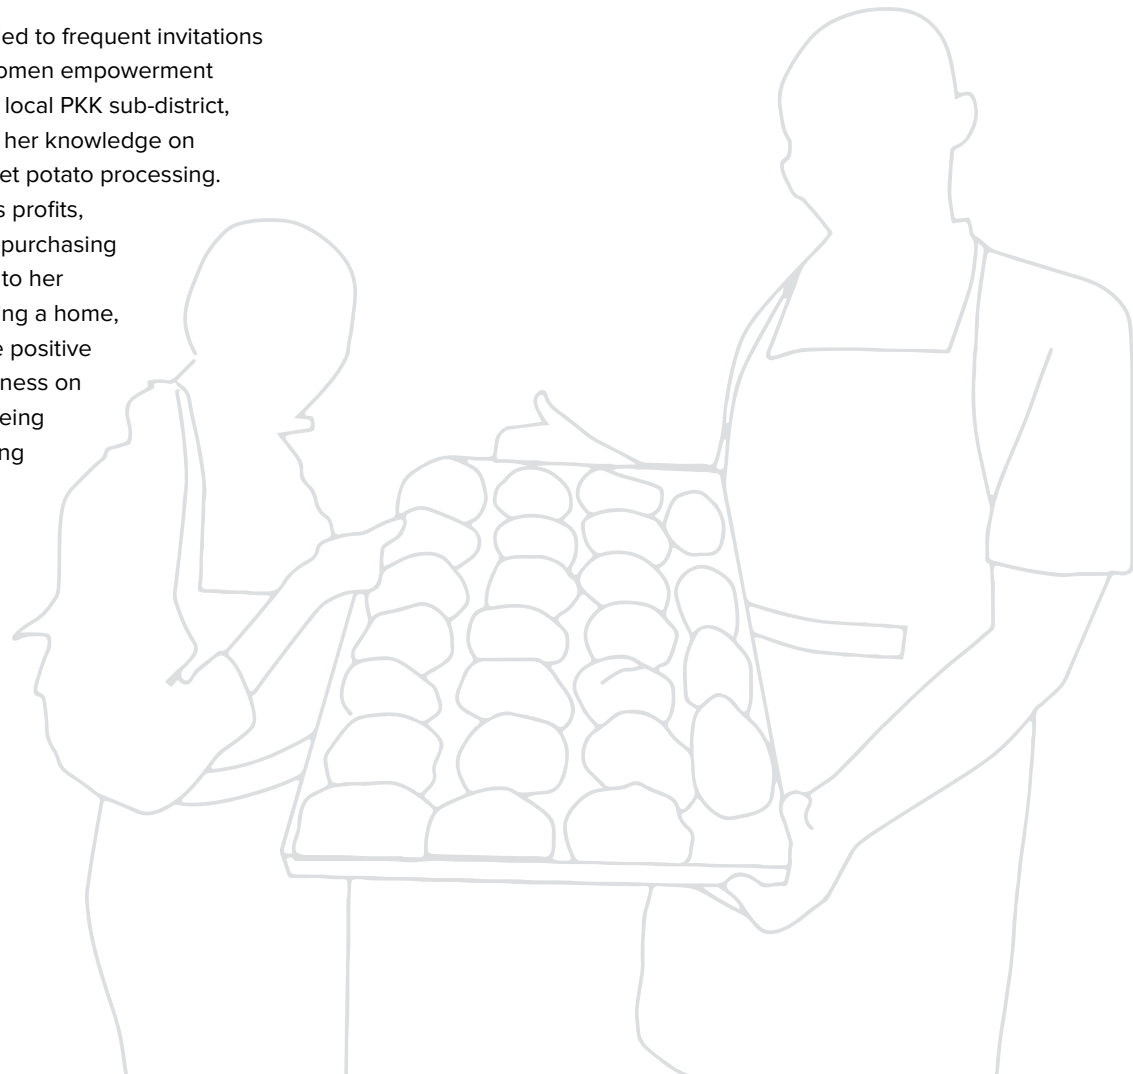 ed to frequent invitations
omen empowerment
local PKK sub-district,
her knowledge on
et potato processing.
s profits,
purchasing
to her
ng a home,
e positive
ness on
eing
ng